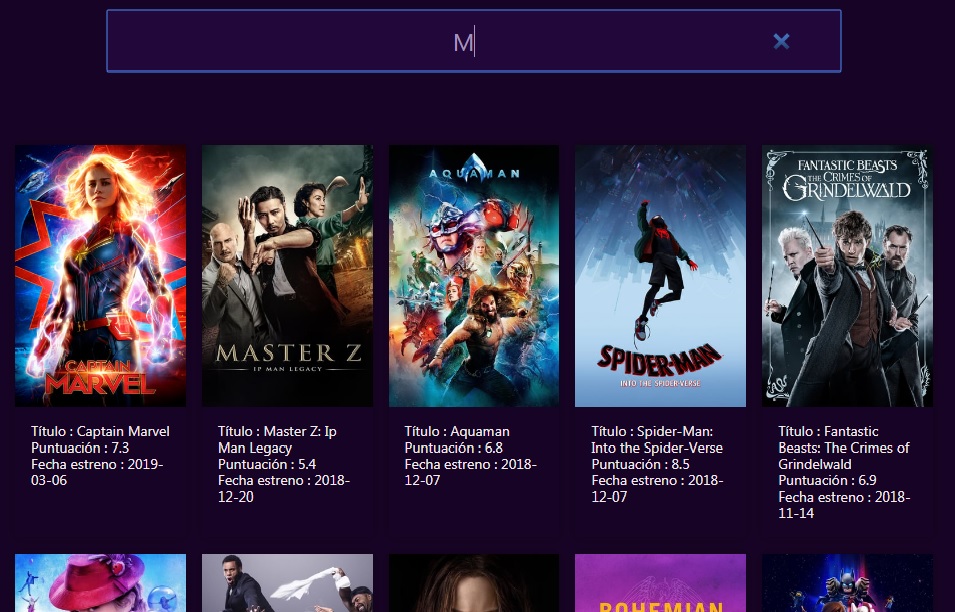 M
CAPTAIN
MARVEL
MASTER Z
IP MAN LEGACY
AQUAMAN
SPIDER-MAN
INTO THE SPIDER-VERSE
FANTASTIC BEASTS
THE CRIMES OF
GRINDELWALD
Título : Captain Marvel
Puntuación : 7.3
Fecha estreno : 2019-
03-06
Título : Master Z: Ip
Man Legacy
Puntuación : 5.4
Fecha estreno : 2018-
12-20
Título : Aquaman
Puntuación : 6.8
Fecha estreno : 2018-
12-07
Título : Spider-Man:
Into the Spider-Verse
Puntuación : 8.5
Fecha estreno : 2018-
12-07
Título : Fantastic
Beasts: The Crimes of
Grindelwald
Puntuación : 6.9
Fecha estreno : 2018-
11-14
BOHEMIAN